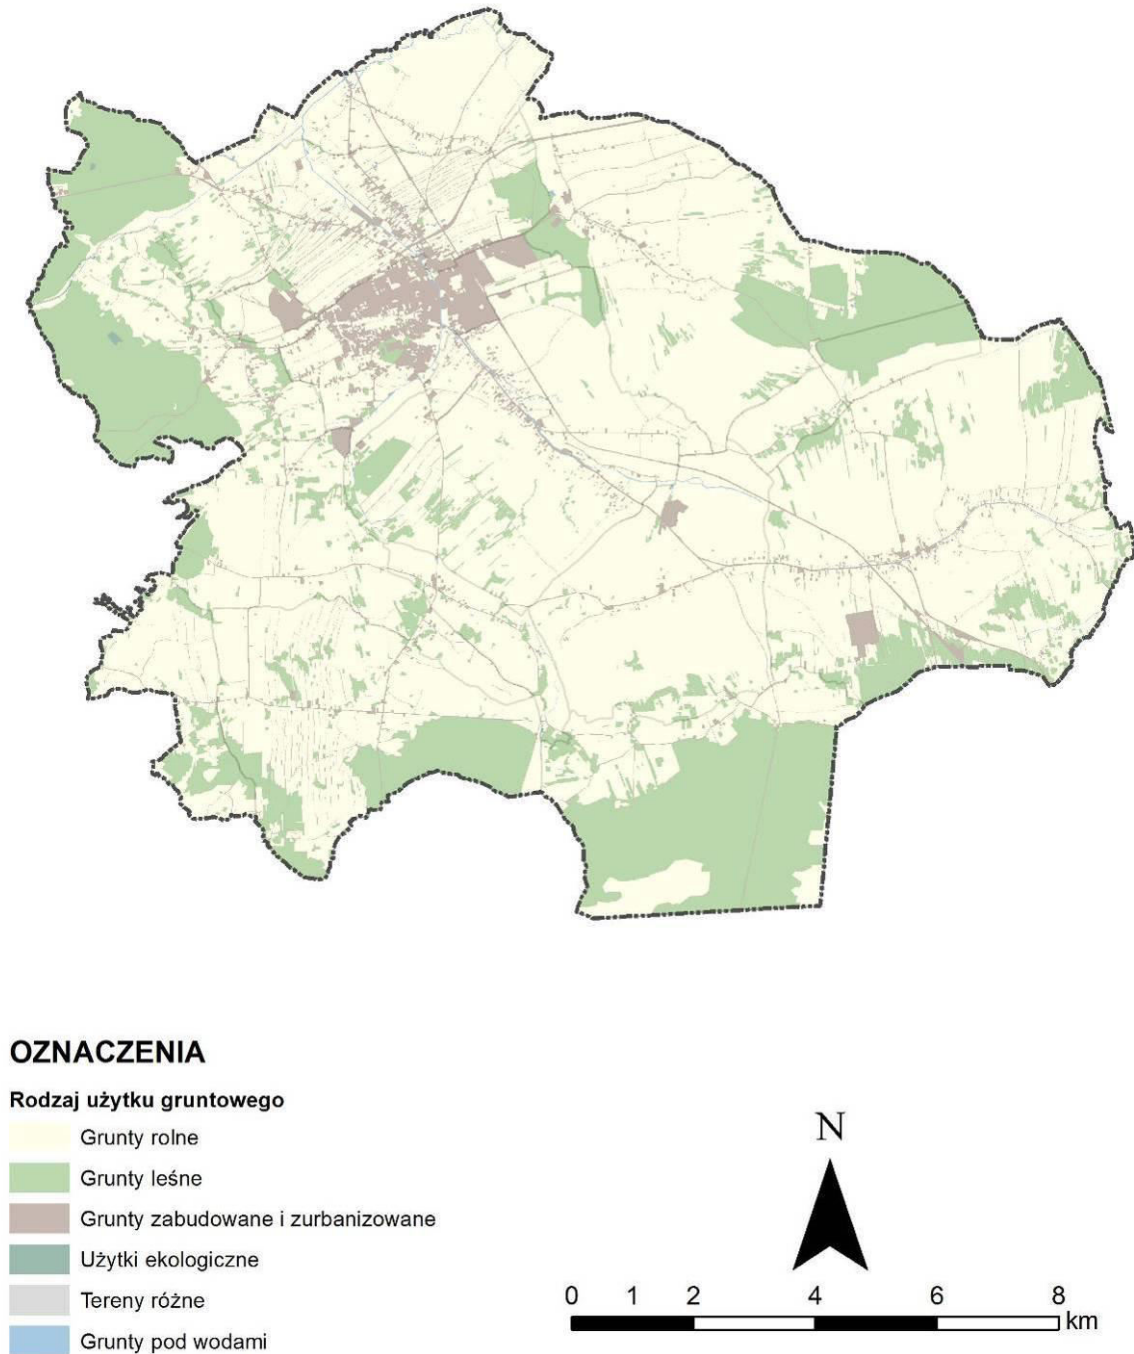 OZNACZENIA
Rodzaj użytku gruntowego
Grunty rolne
Grunty leśne
Grunty zabudowane i zurbanizowane
Użytki ekologiczne
Tereny różne
Grunty pod wodami
N
0 1 2 4 6 8 km